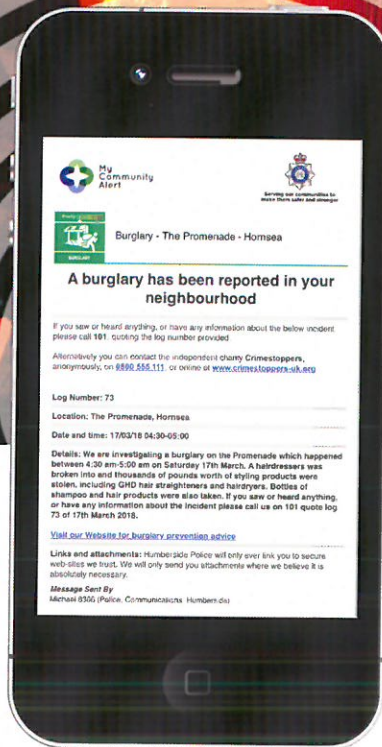 My
Community
Alert
Serving our communities to
make them safer and stronger
BURGLARY
Burglary - The Promenade - Hornsea
A burglary has been reported in your
neighbourhood
If you saw or heard anything, or have any information about the below incident
please call 101, quoting the log number provided
Alternatively you can contact the independent charity Crimestoppers,
anonymously, on 0800 555 111, or online at www.crimestoppers-uk.org
Log Number: 73
Location: The Promenade, Hornsea
Date and time: 17/03/18 04:30-05:00
Details: We are investigating a burglary on the Promenade which happened
between 4:30 am-5:00 am on Saturday 17th March. A hairdressers was
broken into and thousands of pounds worth of styling products were
stolen, including GHD hair straighteners and hairdryers. Bottles of
shampoo and hair products were also taken. If you saw or heard anything,
or have any information about the incident please call us on 101 quote log
73 of 17th March 2018.
Visit our Website for burglary prevention advice
Links and attachments: Humberside Police will only ever link you to secure
web-sites we trust. We will only send you attachments where we believe it is
absolutely necessary.
Message Sent By
Michael 8306 (Police, Communications, Humberside)